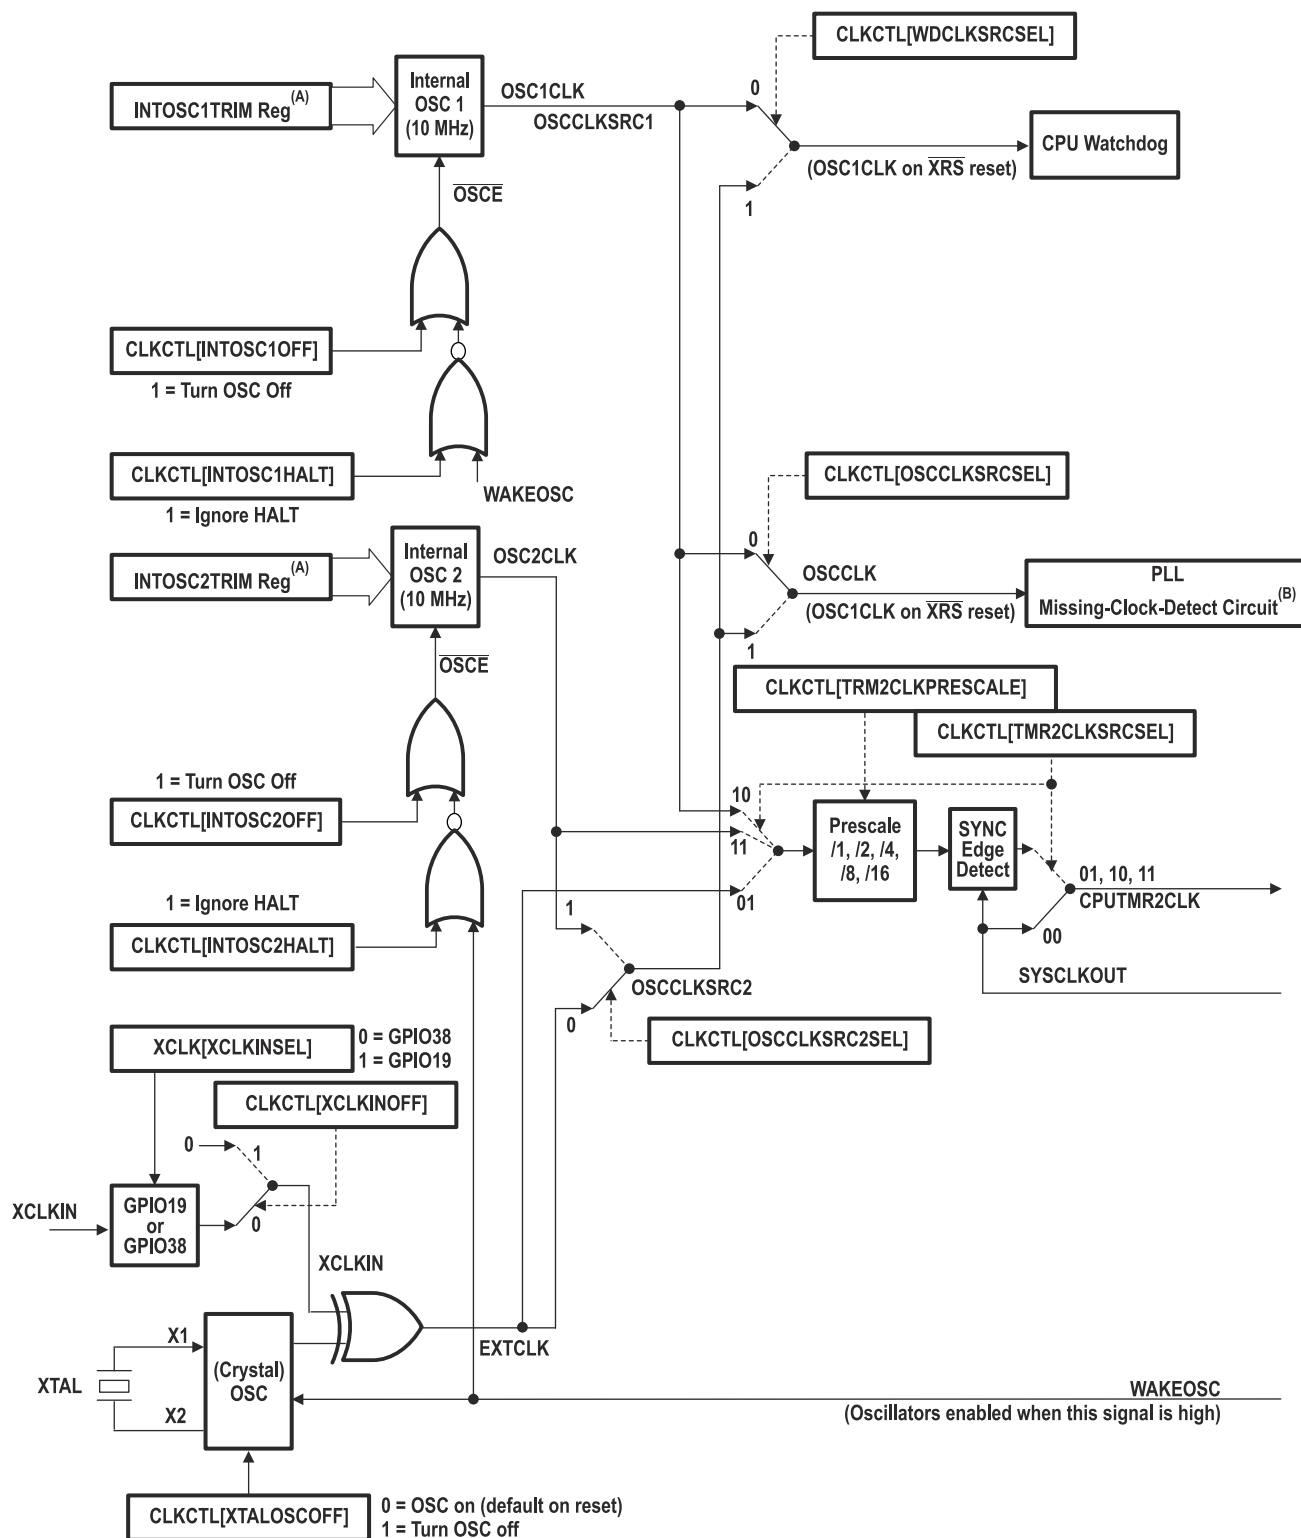 CLKCTL[WDCLKSRCSEL]
INTOSC1TRIM Reg(A)
Internal
OSC 1
(10 MHz)
OSC1CLK
OSCCLKSRC1
0
CPU Watchdog
(OSC1CLK on XRS reset)
1
OSCE
CLKCTL[INTOSC1OFF]
1 = Turn OSC Off
CLKCTL[INTOSC1HALT]
1 = Ignore HALT
WAKEOSC
CLKCTL[OSCCLKSRCSEL]
INTOSC2TRIM Reg(A)
Internal
OSC 2
(10 MHz)
OSC2CLK
0
OSCCLK
(OSC1CLK on XRS reset)
1
PLL
Missing-Clock-Detect Circuit(B)
OSCE
CLKCTL[TRM2CLKPRESCALE]
CLKCTL[TMR2CLKSRCSEL]
1 = Turn OSC Off
CLKCTL[INTOSC2OFF]
10
11
01
Prescale
/1, /2, /4,
/8, /16
SYNC
Edge
Detect
01, 10, 11
CPUTMR2CLK
00
SYSCLKOUT
1 = Ignore HALT
CLKCTL[INTOSC2HALT]
1
OSCCLKSRC2
0
CLKCTL[OSCCLKSRC2SEL]
XCLK[XCLKINSEL]
0 = GPIO38
1 = GPIO19
CLKCTL[XCLKINOFF]
0
1
XCLKIN
GPIO19
or
GPIO38
0
XCLKIN
EXTCLK
X1
XTAL
(Crystal)
OSC
X2
WAKEOSC
(Oscillators enabled when this signal is high)
CLKCTL[XTALOSCOFF]
0 = OSC on (default on reset)
1 = Turn OSC off